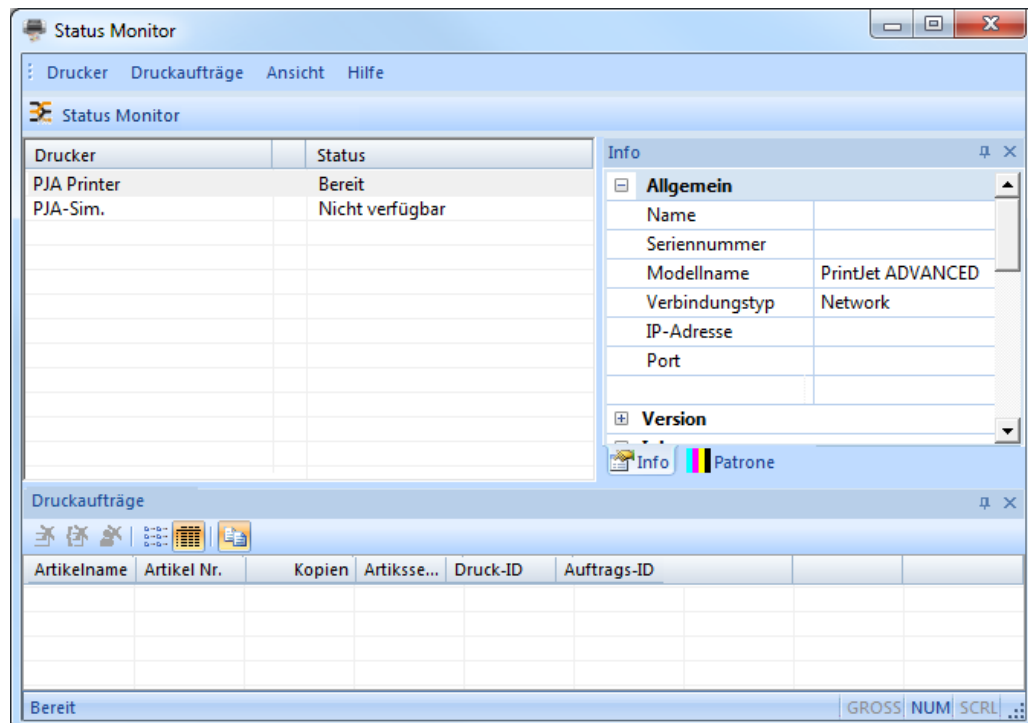 Status Monitor
Drucker Druckaufträge Ansicht Hilfe
Status Monitor
Drucker Status
PJA Printer Bereit
PJA-Sim. Nicht verfügbar
Info
Allgemein
Name
Seriennummer
Modellname PrintJet ADVANCED
Verbindungstyp Network
IP-Adresse
Port
Version
Info Patrone
Druckaufträge
Artikelname Artikel Nr. Kopien Artiksse... Druck-ID Auftrags-ID
Bereit GROSS NUM SCRL